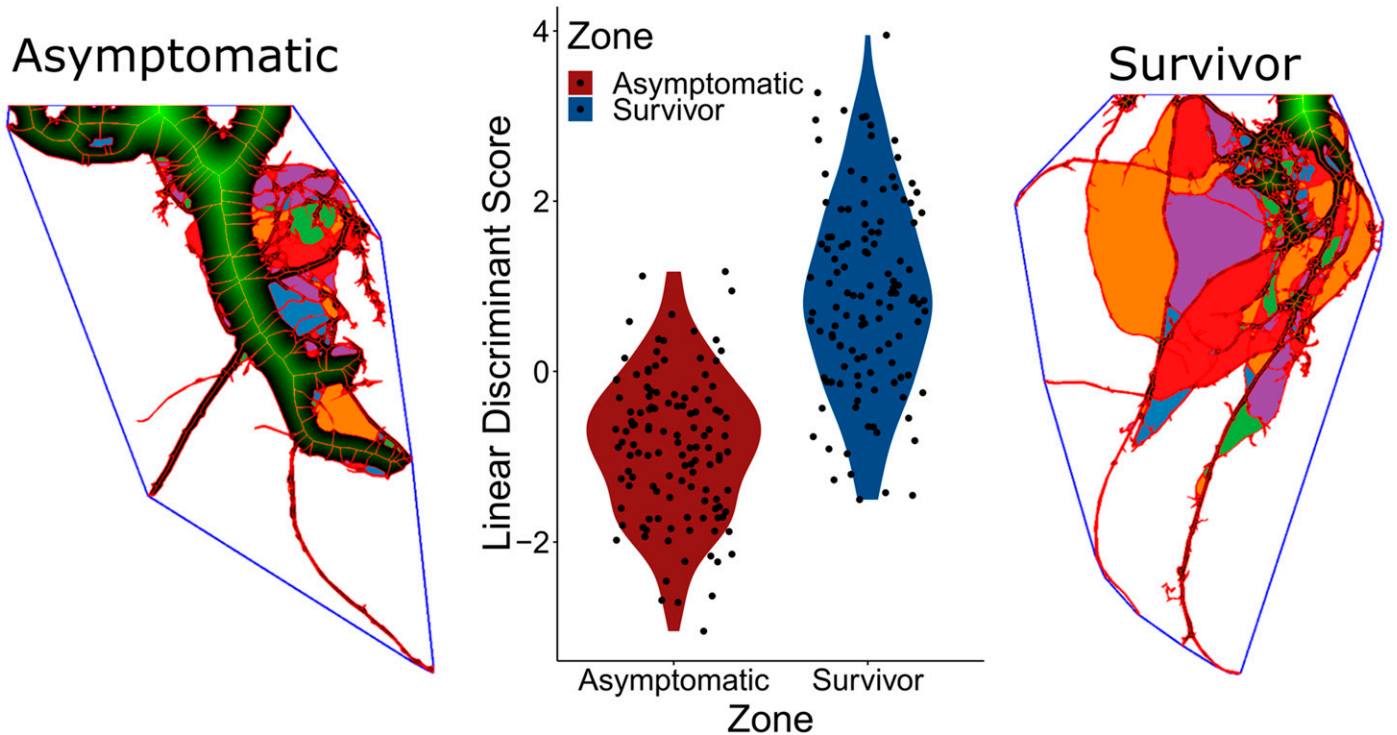 Asymptomatic
Survivor
Zone
Asymptomatic
Survivor
Linear Discriminant Score
4
2
0
−2
Asymptomatic
Survivor
Zone